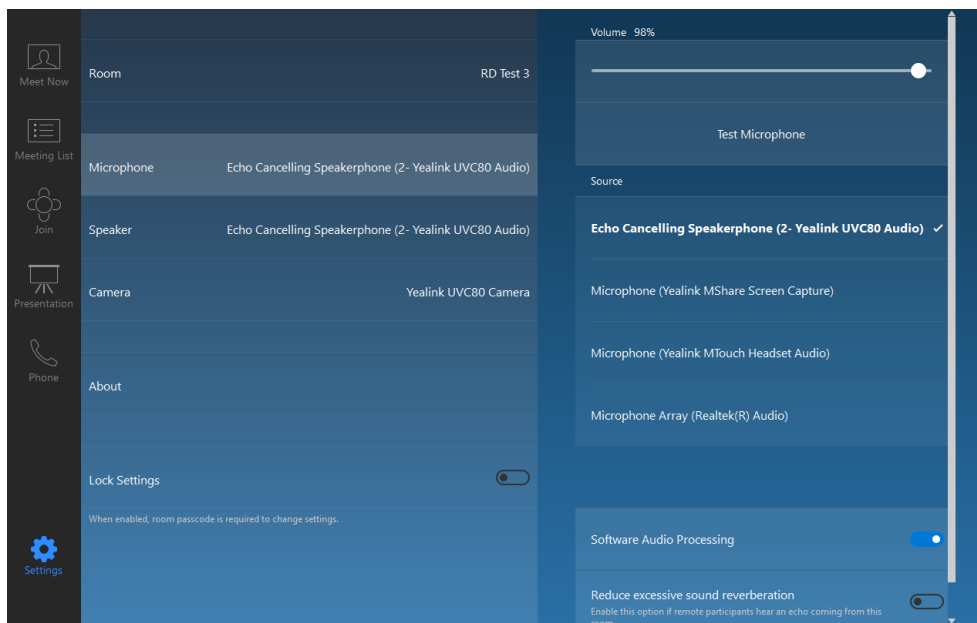 Meet Now
Meeting List
Join
Presentation
Phone
Settings
Room RD Test 3
Microphone Echo Cancelling Speakerphone (2- Yealink UVC80 Audio)
Speaker Echo Cancelling Speakerphone (2- Yealink UVC80 Audio)
Camera Yealink UVC80 Camera
About
Lock Settings
When enabled, room passcode is required to change settings.
Volume 98%
Test Microphone
Source
Echo Cancelling Speakerphone (2- Yealink UVC80 Audio)
Microphone (Yealink MShare Screen Capture)
Microphone (Yealink MTouch Headset Audio)
Microphone Array (Realtek(R) Audio)
Software Audio Processing
Reduce excessive sound reverberation
Enable this option if remote participants hear an echo coming from this